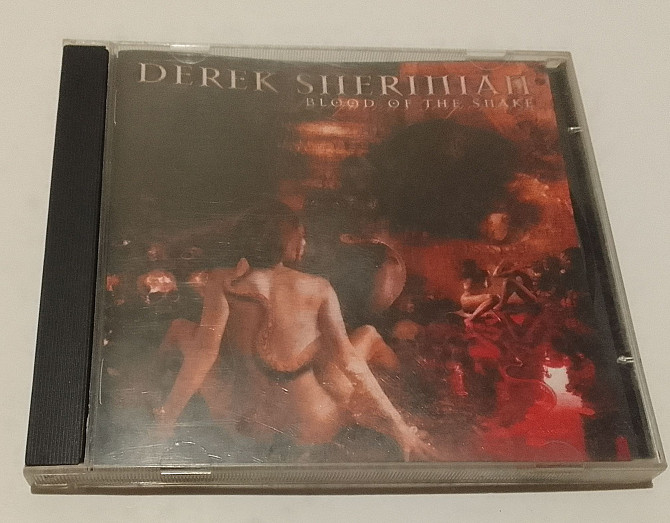 DEREK SHERINIAN
BLOOD OF THE SNAKE